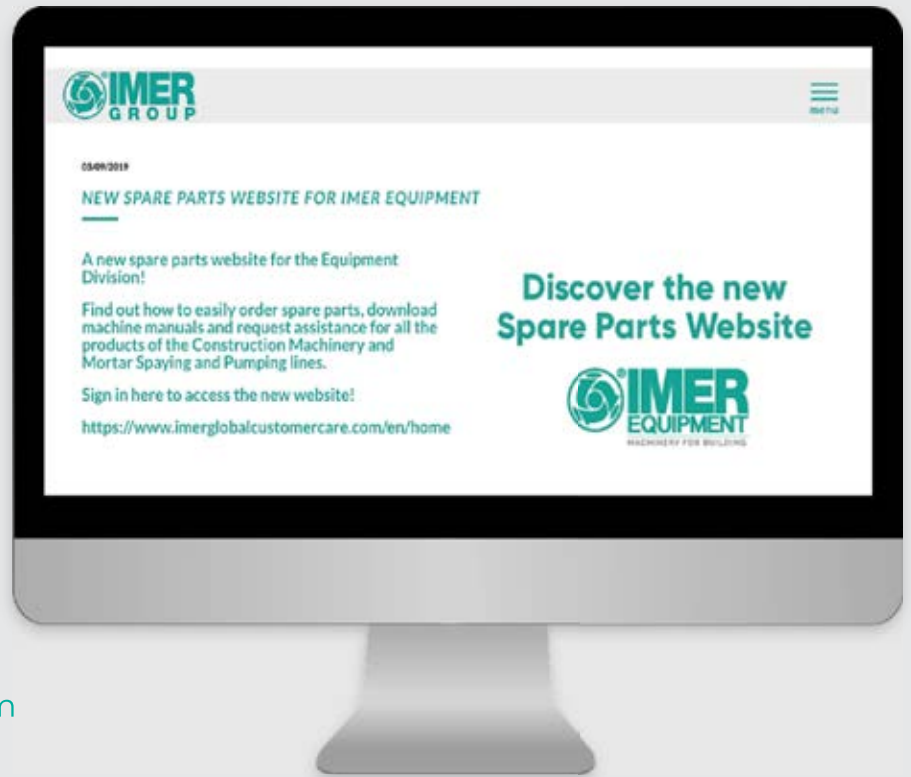 IMER
GROUP
menu
03/09/2019
NEW SPARE PARTS WEBSITE FOR IMER EQUIPMENT
A new spare parts website for the Equipment
Division!
Find out how to easily order spare parts, download
machine manuals and request assistance for all the
products of the Construction Machinery and
Mortar Spaying and Pumping lines.
Sign in here to access the new website!
https://www.imerglobalcustomercare.com/en/home
Discover the new
Spare Parts Website
IMER
EQUIPMENT
MACHINERY FOR BUILDING